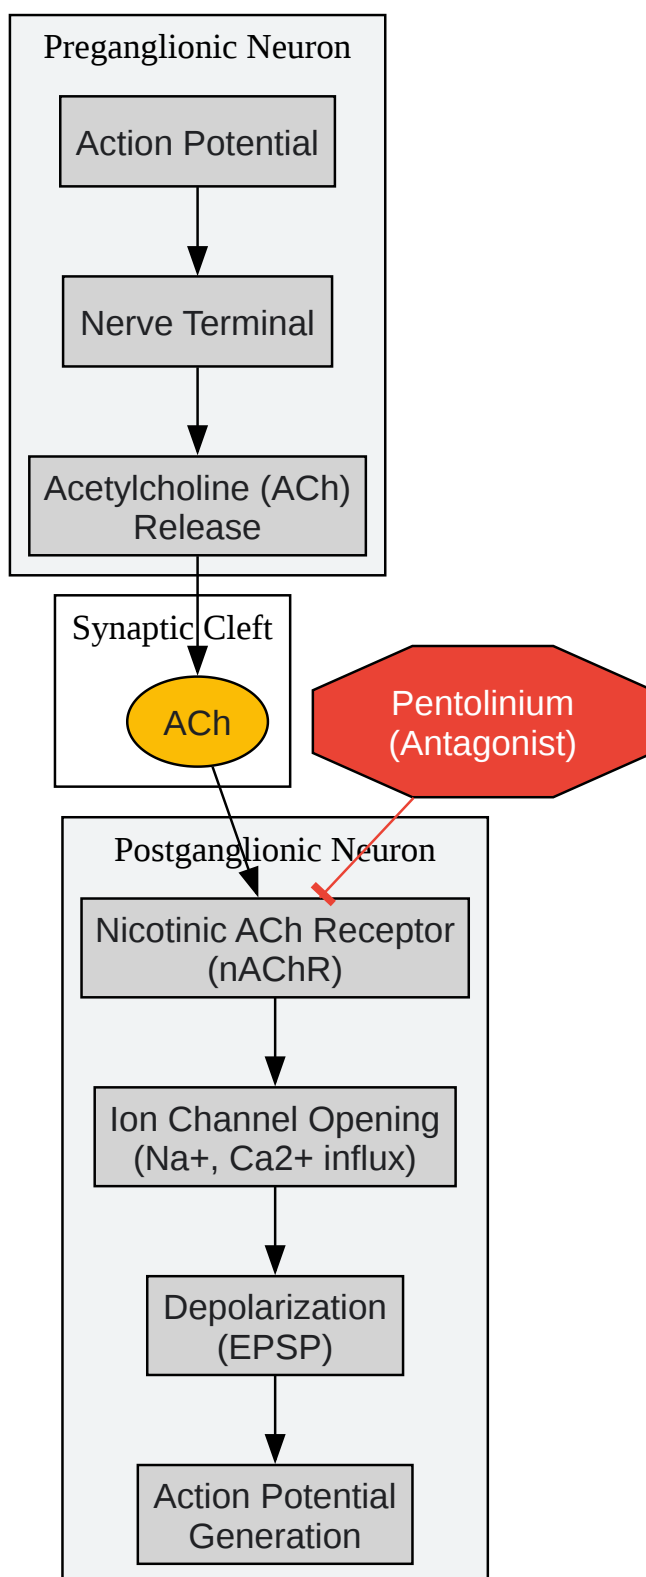 Preganglionic Neuron
Action Potential
Nerve Terminal
Acetylcholine (ACh)
Release
Synaptic Cleft
ACh
Pentolinium
(Antagonist)
Postganglionic Neuron
Nicotinic ACh Receptor
(nAChR)
Ion Channel Opening
(Na+, Ca2+ influx)
Depolarization
(EPSP)
Action Potential
Generation